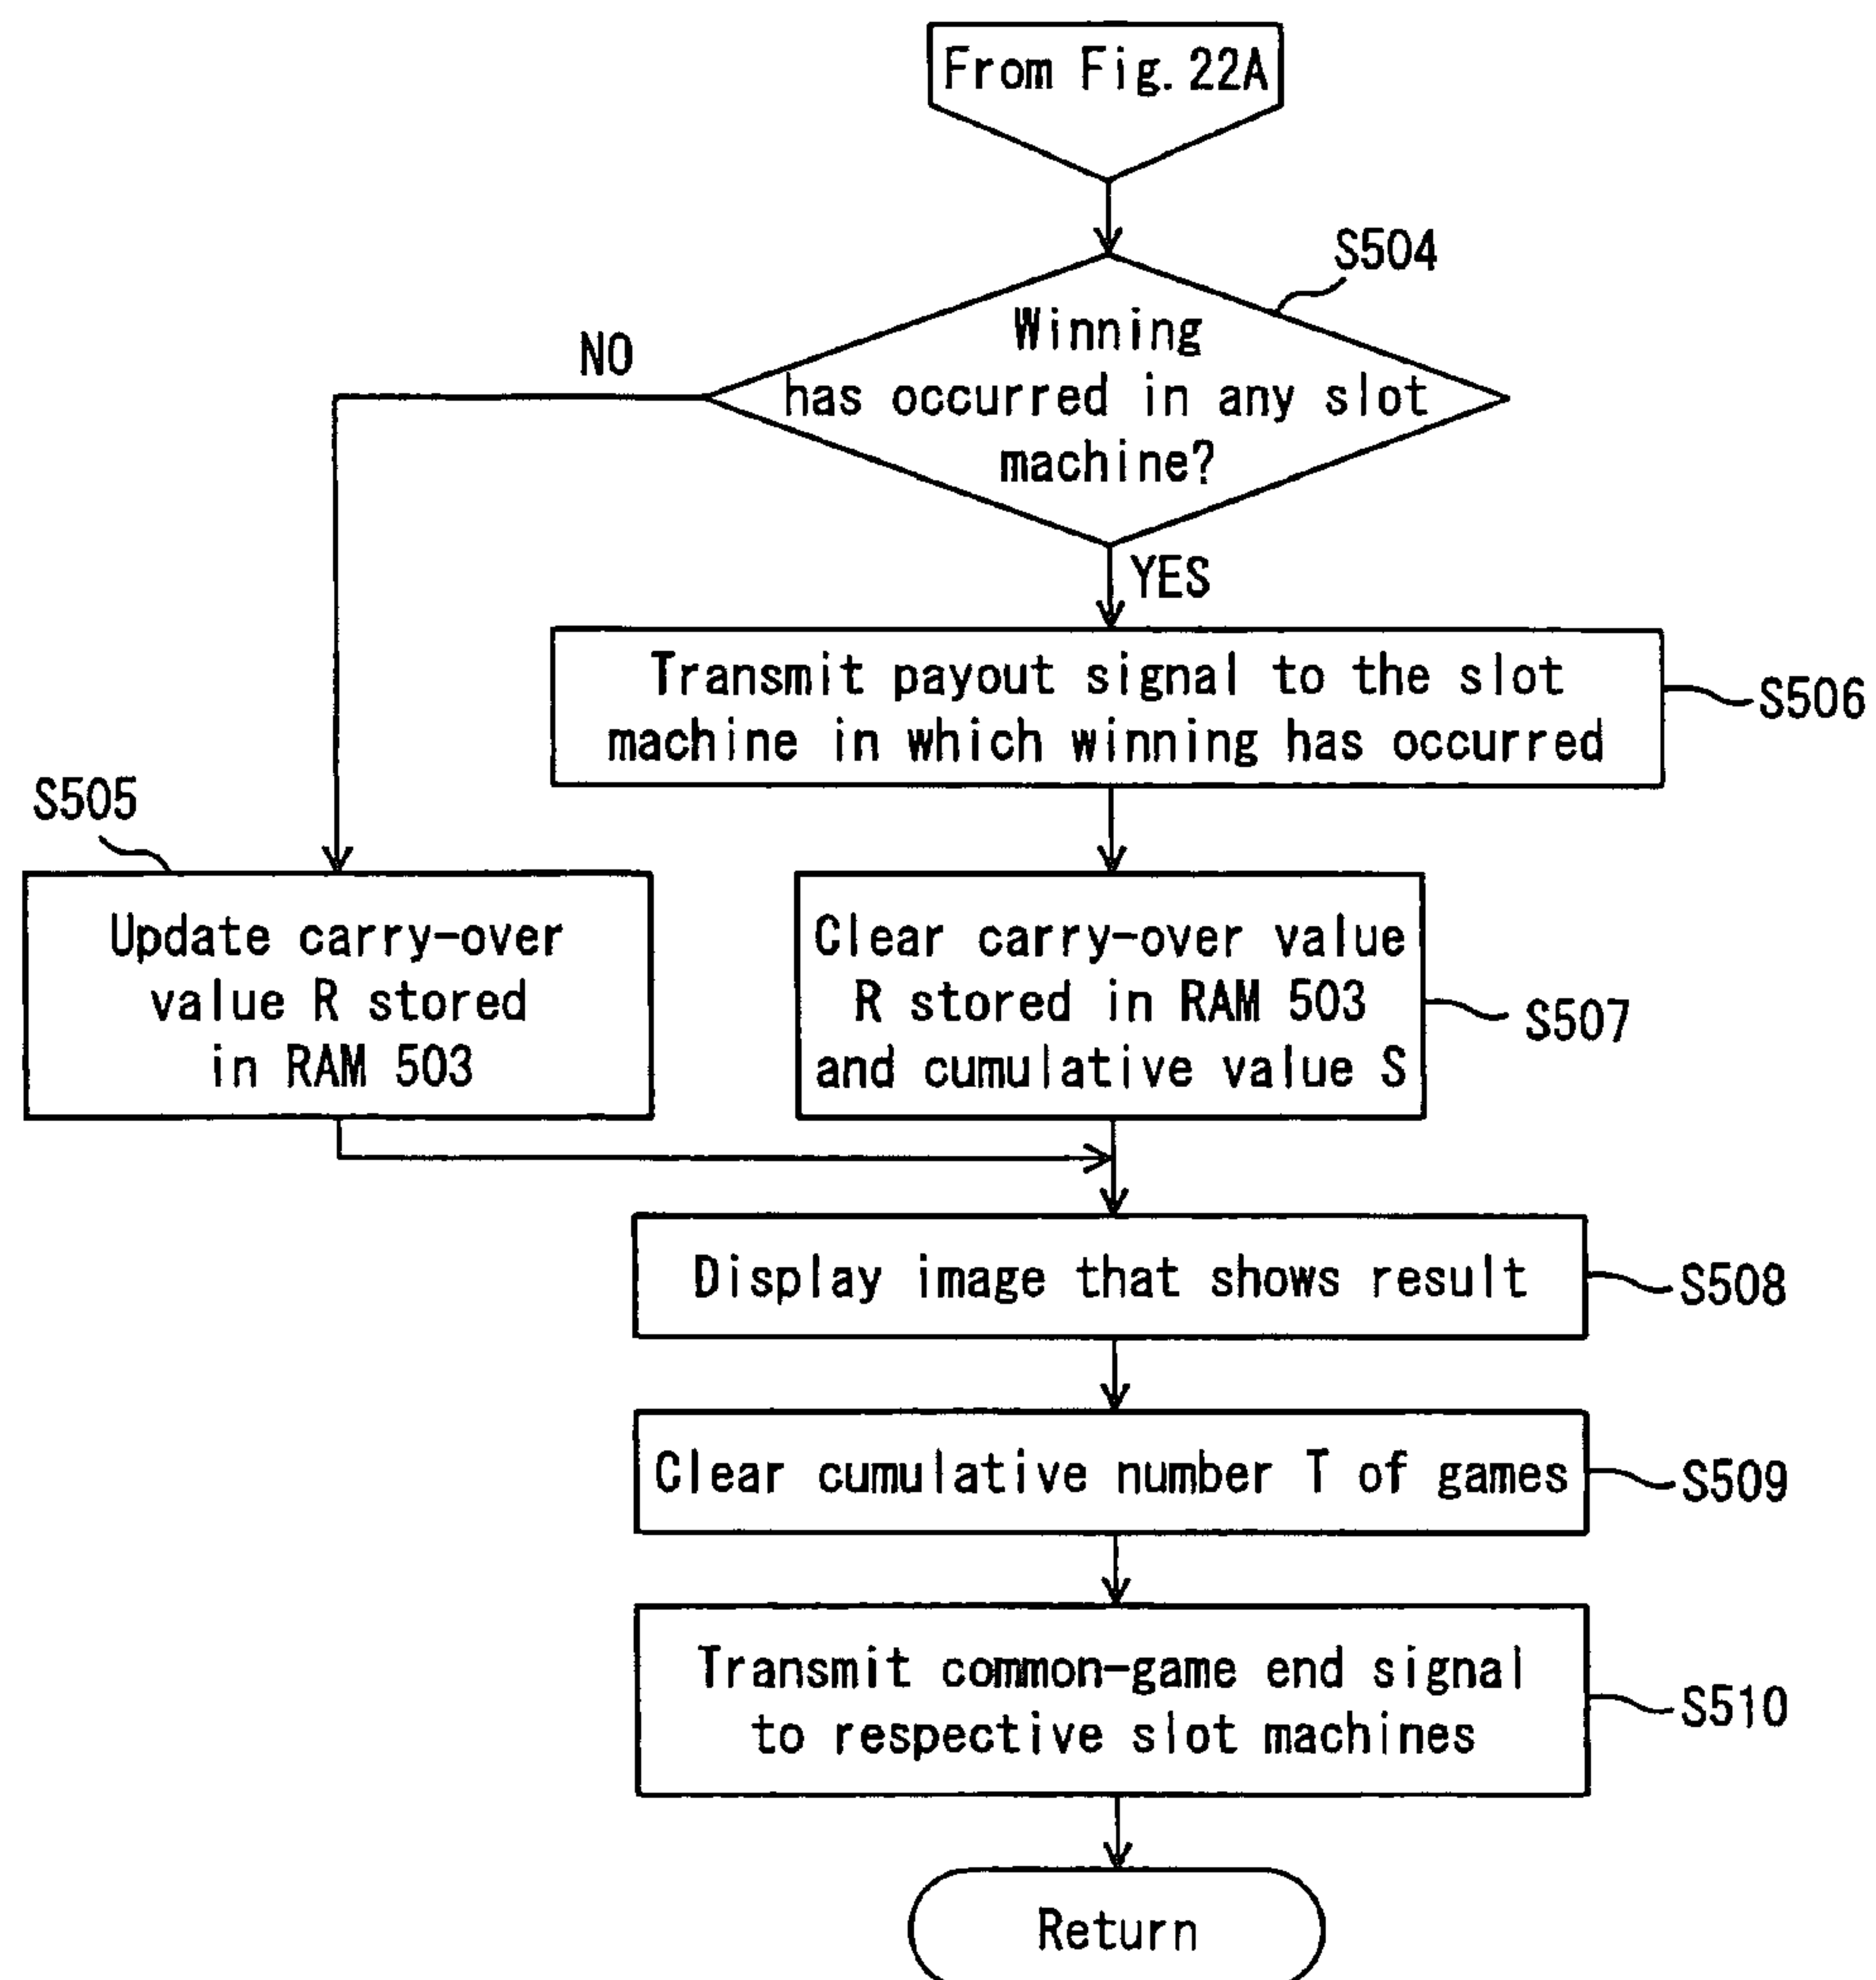 From Fig. 22A
S504
Winning
has occurred in any slot
machine?
NO
YES
Transmit payout signal to the slot
machine in which winning has occurred
S506
S505
Update carry-over
value R stored
in RAM 503
Clear carry-over value
R stored in RAM 503
and cumulative value S
S507
Display image that shows result
S508
Clear cumulative number T of games
S509
Transmit common-game end signal
to respective slot machines
S510
Return